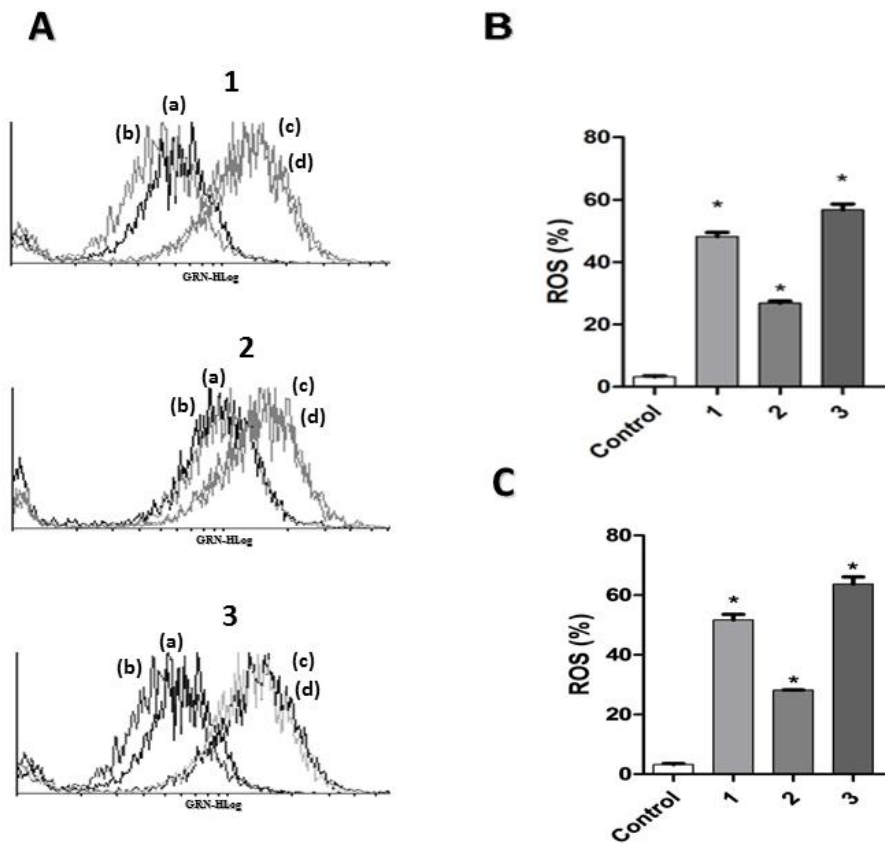 A
1
(a)
(b)
(c)
(d)
GRN-HLog
2
(a)
(b)
(c)
(d)
GRN-HLog
3
(a)
(b)
(c)
(d)
GRN-HLog
B
80
60
40
20
0
ROS (%)
* * *
Control 1 2 3
C
80
60
40
20
0
ROS (%)
* * *
Control 1 2 3